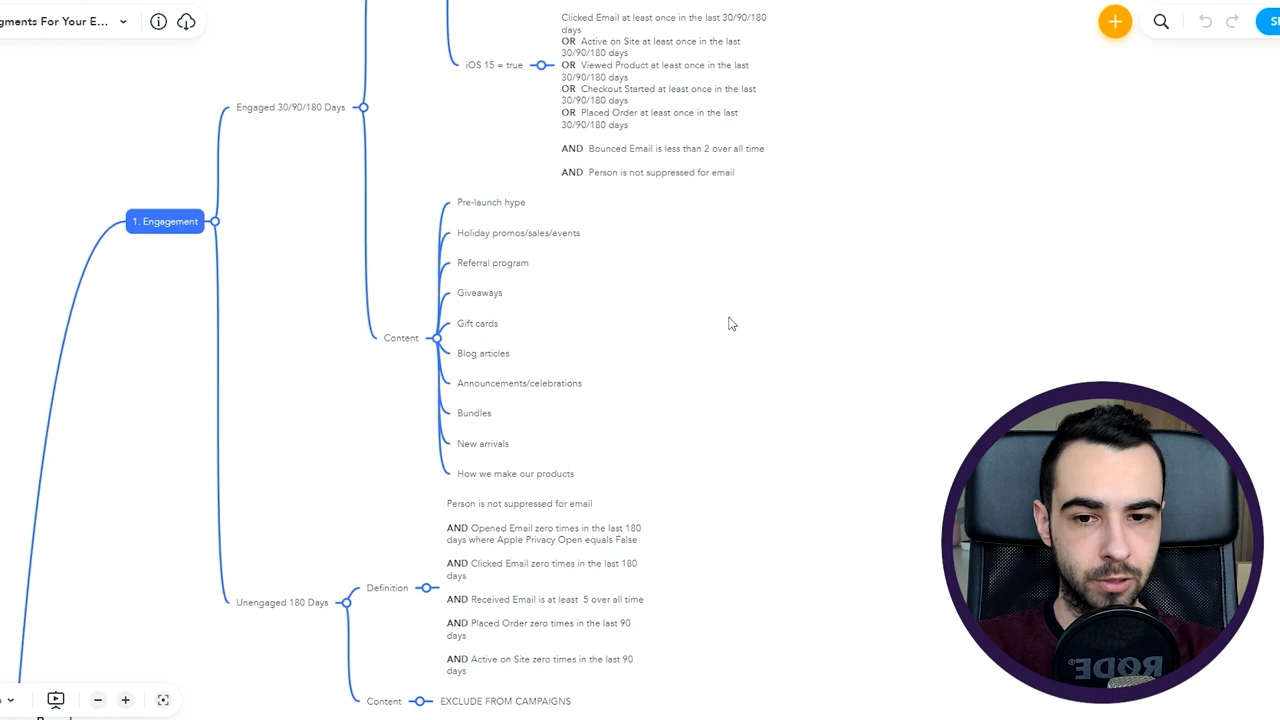 gments For Your E...
Clicked Email at least once in the last 30/90/180
days
OR Active on Site at least once in the last
30/90/180 days
OR Viewed Product at least once in the last
30/90/180 days
OR Checkout Started at least once in the last
30/90/180 days
OR Placed Order at least once in the last
30/90/180 days
AND Bounced Email is less than 2 over all time
AND Person is not suppressed for email
iOS 15 = true
Engaged 30/90/180 Days
1. Engagement
Content
Pre-launch hype
Holiday promos/sales/events
Referral program
Giveaways
Gift cards
Blog articles
Announcements/celebrations
Bundles
New arrivals
How we make our products
Unengaged 180 Days
Definition
Person is not suppressed for email
AND Opened Email zero times in the last 180
days where Apple Privacy Open equals False
AND Clicked Email zero times in the last 180
days
AND Received Email is at least 5 over all time
AND Placed Order zero times in the last 90
days
AND Active on Site zero times in the last 90
days
Content
EXCLUDE FROM CAMPAIGNS
RODE